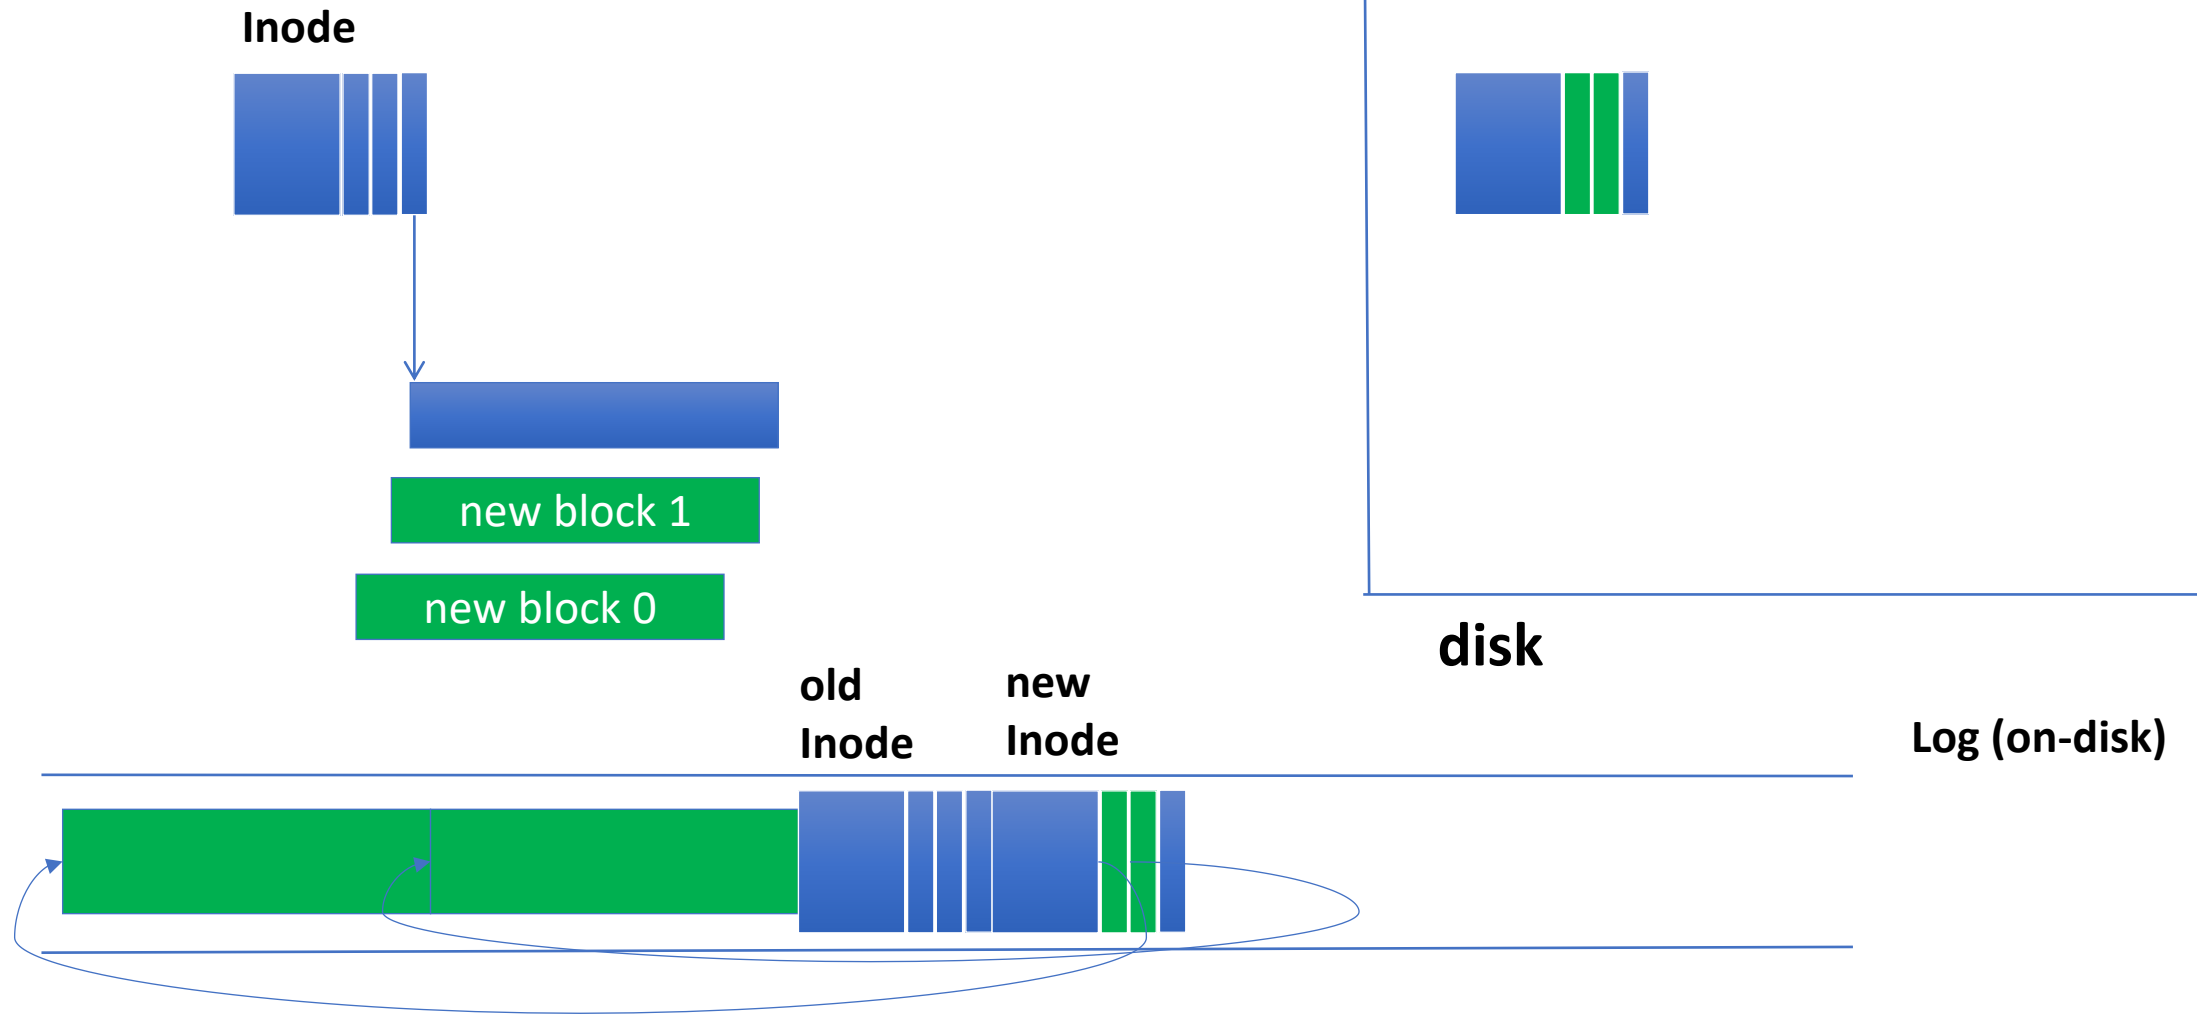 Inode
new block 1
new block 0
disk
old
Inode
new
Inode
Log (on-disk)